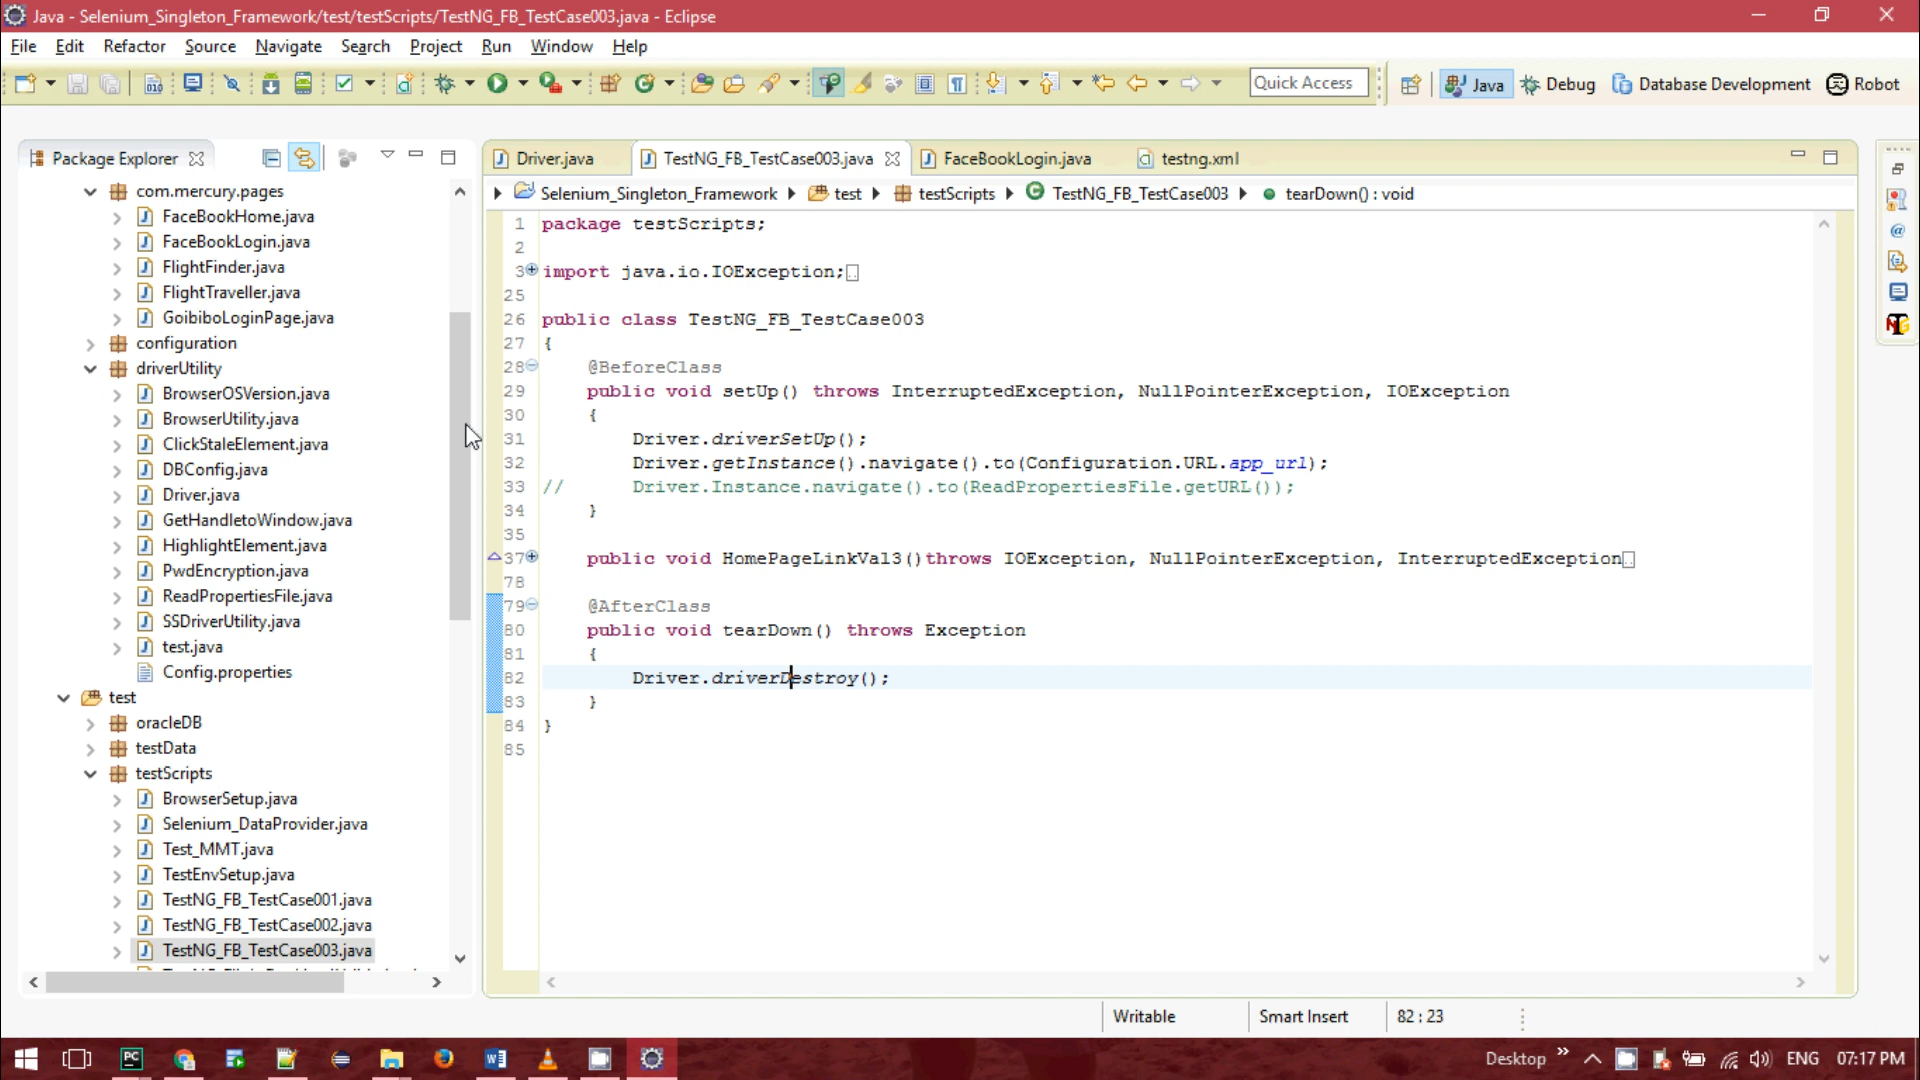 Java - Selenium_Singleton_Framework/test/testScripts/TestNG_FB_TestCase003.java - Eclipse
File Edit Refactor Source Navigate Search Project Run Window Help
Quick Access Java Debug Database Development Robot
Package Explorer
com.mercury.pages
FaceBookHome.java
FaceBookLogin.java
FlightFinder.java
FlightTraveller.java
GoibiboLoginPage.java
configuration
driverUtility
BrowserOSVersion.java
BrowserUtility.java
ClickStaleElement.java
DBConfig.java
Driver.java
GetHandletoWindow.java
HighlightElement.java
PwdEncryption.java
ReadPropertiesFile.java
SSDriverUtility.java
test.java
Config.properties
test
oracleDB
testData
testScripts
BrowserSetup.java
Selenium_DataProvider.java
Test_MMT.java
TestEnvSetup.java
TestNG_FB_TestCase001.java
TestNG_FB_TestCase002.java
TestNG_FB_TestCase003.java
Driver.java TestNG_FB_TestCase003.java FaceBookLogin.java testng.xml
Selenium_Singleton_Framework test testScripts TestNG_FB_TestCase003 tearDown() : void
1 package testScripts;
2
3 import java.io.IOException;
25
26 public class TestNG_FB_TestCase003
27 {
28 @BeforeClass
29 public void setUp() throws InterruptedException, NullPointerException, IOException
30 {
31 Driver.driverSetUp();
32 Driver.getInstance().navigate().to(Configuration.URL.app_url);
33 // Driver.Instance.navigate().to(ReadPropertiesFile.getURL());
34 }
35
37 public void HomePageLinkVal3()throws IOException, NullPointerException, InterruptedException
78
79 @AfterClass
80 public void tearDown() throws Exception
81 {
82 Driver.driverDestroy();
83 }
84 }
85
Writable Smart Insert 82 : 23
Desktop ENG 07:17 PM